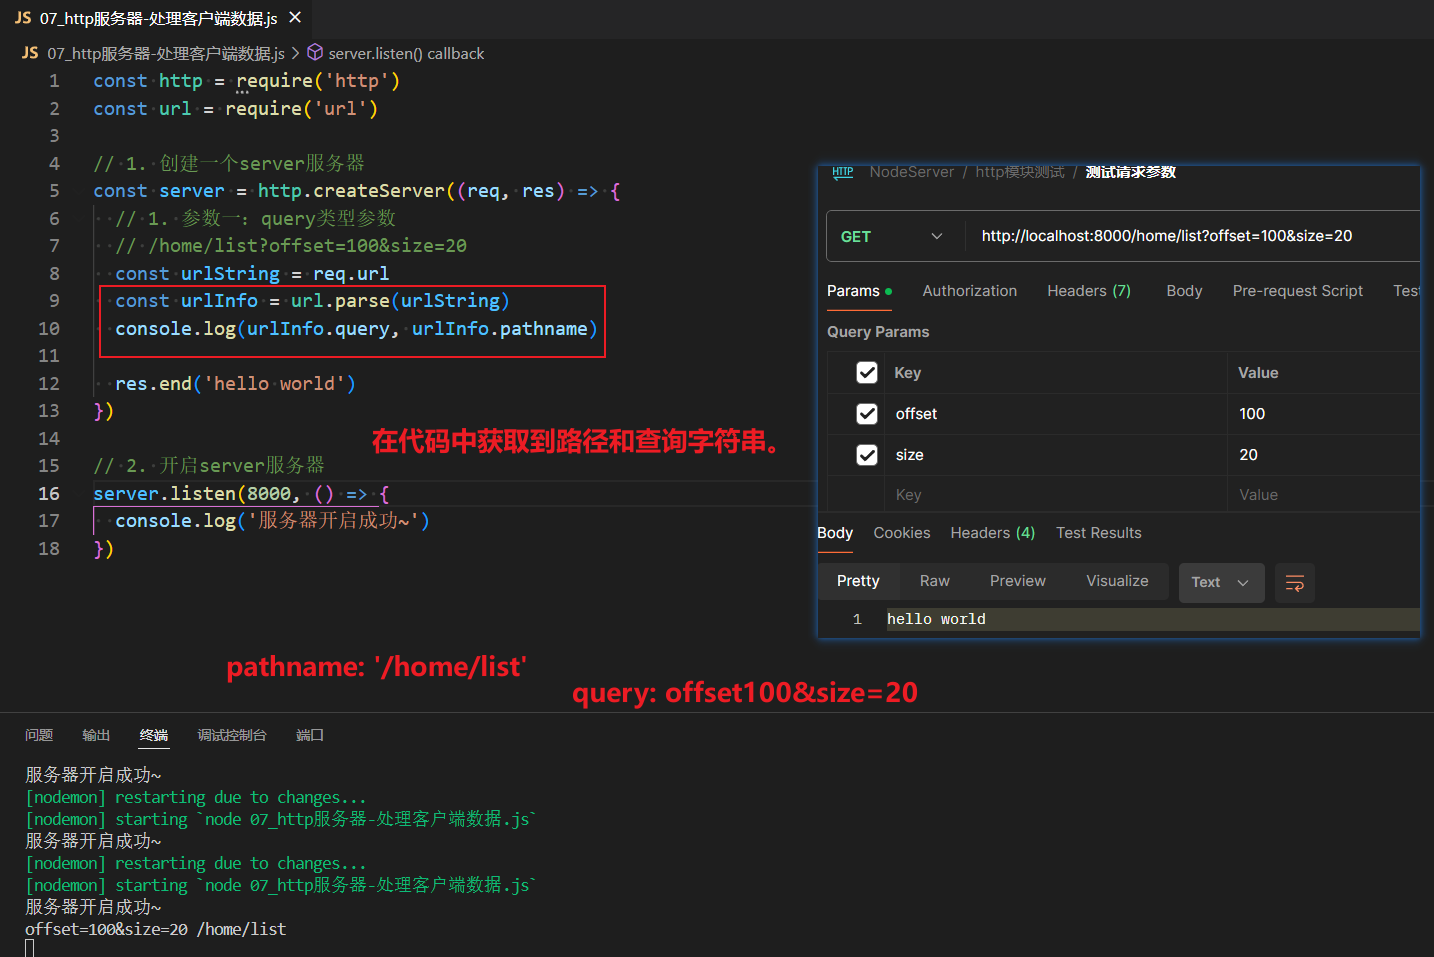 JS 07_http服务器-处理客户端数据.js ×
JS 07_http服务器-处理客户端数据.js > server.listen() callback
1 const http = require('http')
2 const url = require('url')
3
4 // 1. 创建一个server服务器
5 const server = http.createServer((req, res) => {
6 // 1. 参数一: query类型参数
7 // /home/list?offset=100&size=20
8 const urlString = req.url
9 const urlInfo = url.parse(urlString)
10 console.log(urlInfo.query, urlInfo.pathname)
11
12 res.end('hello world')
13 })
14
15 // 2. 开启server服务器
16 server.listen(8000, () => {
17 console.log('服务器开启成功~')
18 })
在代码中获取到路径和查询字符串。
HTTP NodeServer / http模块测试 / 测试请求参数
GET http://localhost:8000/home/list?offset=100&size=20
Params Authorization Headers (7) Body Pre-request Script Test
Query Params
Key Value
offset 100
size 20
Key Value
Body Cookies Headers (4) Test Results
Pretty Raw Preview Visualize Text
1 hello world
pathname: '/home/list'
query: offset100&size=20
问题 输出 终端 调试控制台 端口
服务器开启成功~
[nodemon] restarting due to changes...
[nodemon] starting `node 07_http服务器-处理客户端数据.js`
服务器开启成功~
[nodemon] restarting due to changes...
[nodemon] starting `node 07_http服务器-处理客户端数据.js`
服务器开启成功~
offset=100&size=20 /home/list